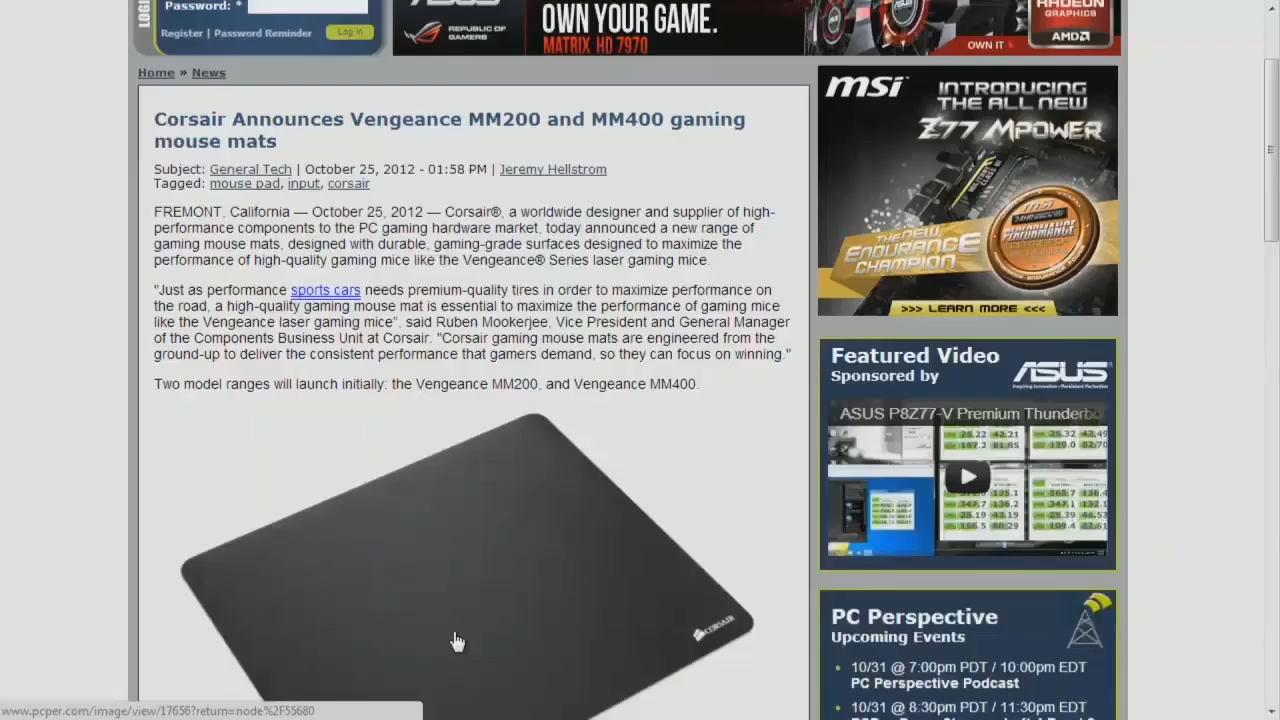 LOGI
Password: *
Register | Password Reminder
Log in
ASUS
REPUBLIC OF
GAMERS
OWN YOUR GAME.
MATRIX HD 7970
OWN IT
RADEON
GRAPHICS
AMD
Home » News
Corsair Announces Vengeance MM200 and MM400 gaming
mouse mats
Subject: General Tech | October 25, 2012 - 01:58 PM | Jeremy Hellstrom
Tagged: mouse pad, input, corsair
FREMONT, California — October 25, 2012 — Corsair®, a worldwide designer and supplier of high-
performance components to the PC gaming hardware market, today announced a new range of
gaming mouse mats, designed with durable, gaming-grade surfaces designed to maximize the
performance of high-quality gaming mice like the Vengeance® Series laser gaming mice.
"Just as performance sports cars needs premium-quality tires in order to maximize performance on
the road, a high-quality gaming mouse mat is essential to maximize the performance of gaming mice
like the Vengeance laser gaming mice”, said Ruben Mookerjee, Vice President and General Manager
of the Components Business Unit at Corsair. "Corsair gaming mouse mats are engineered from the
ground-up to deliver the consistent performance that gamers demand, so they can focus on winning."
Two model ranges will launch initially: the Vengeance MM200, and Vengeance MM400.
CORSAIR
www.pcper.com/image/view/17656?return=node%2F55680
msi
INTRODUCING
THE ALL NEW
Z77 MPOWER
MILITARY CLASS
THE NEW
ENDURANCE
CHAMPION
msi
PERFORMANCE
>>> LEARN MORE <<<
Featured Video
Sponsored by
ASUS
Inspiring Innovation • Persistent Perfection
ASUS P8Z77-V Premium Thunderbo
PC Perspective
Upcoming Events
10/31 @ 7:00pm PDT / 10:00pm EDT
PC Perspective Podcast
10/31 @ 8:30pm PDT / 11:30pm EDT